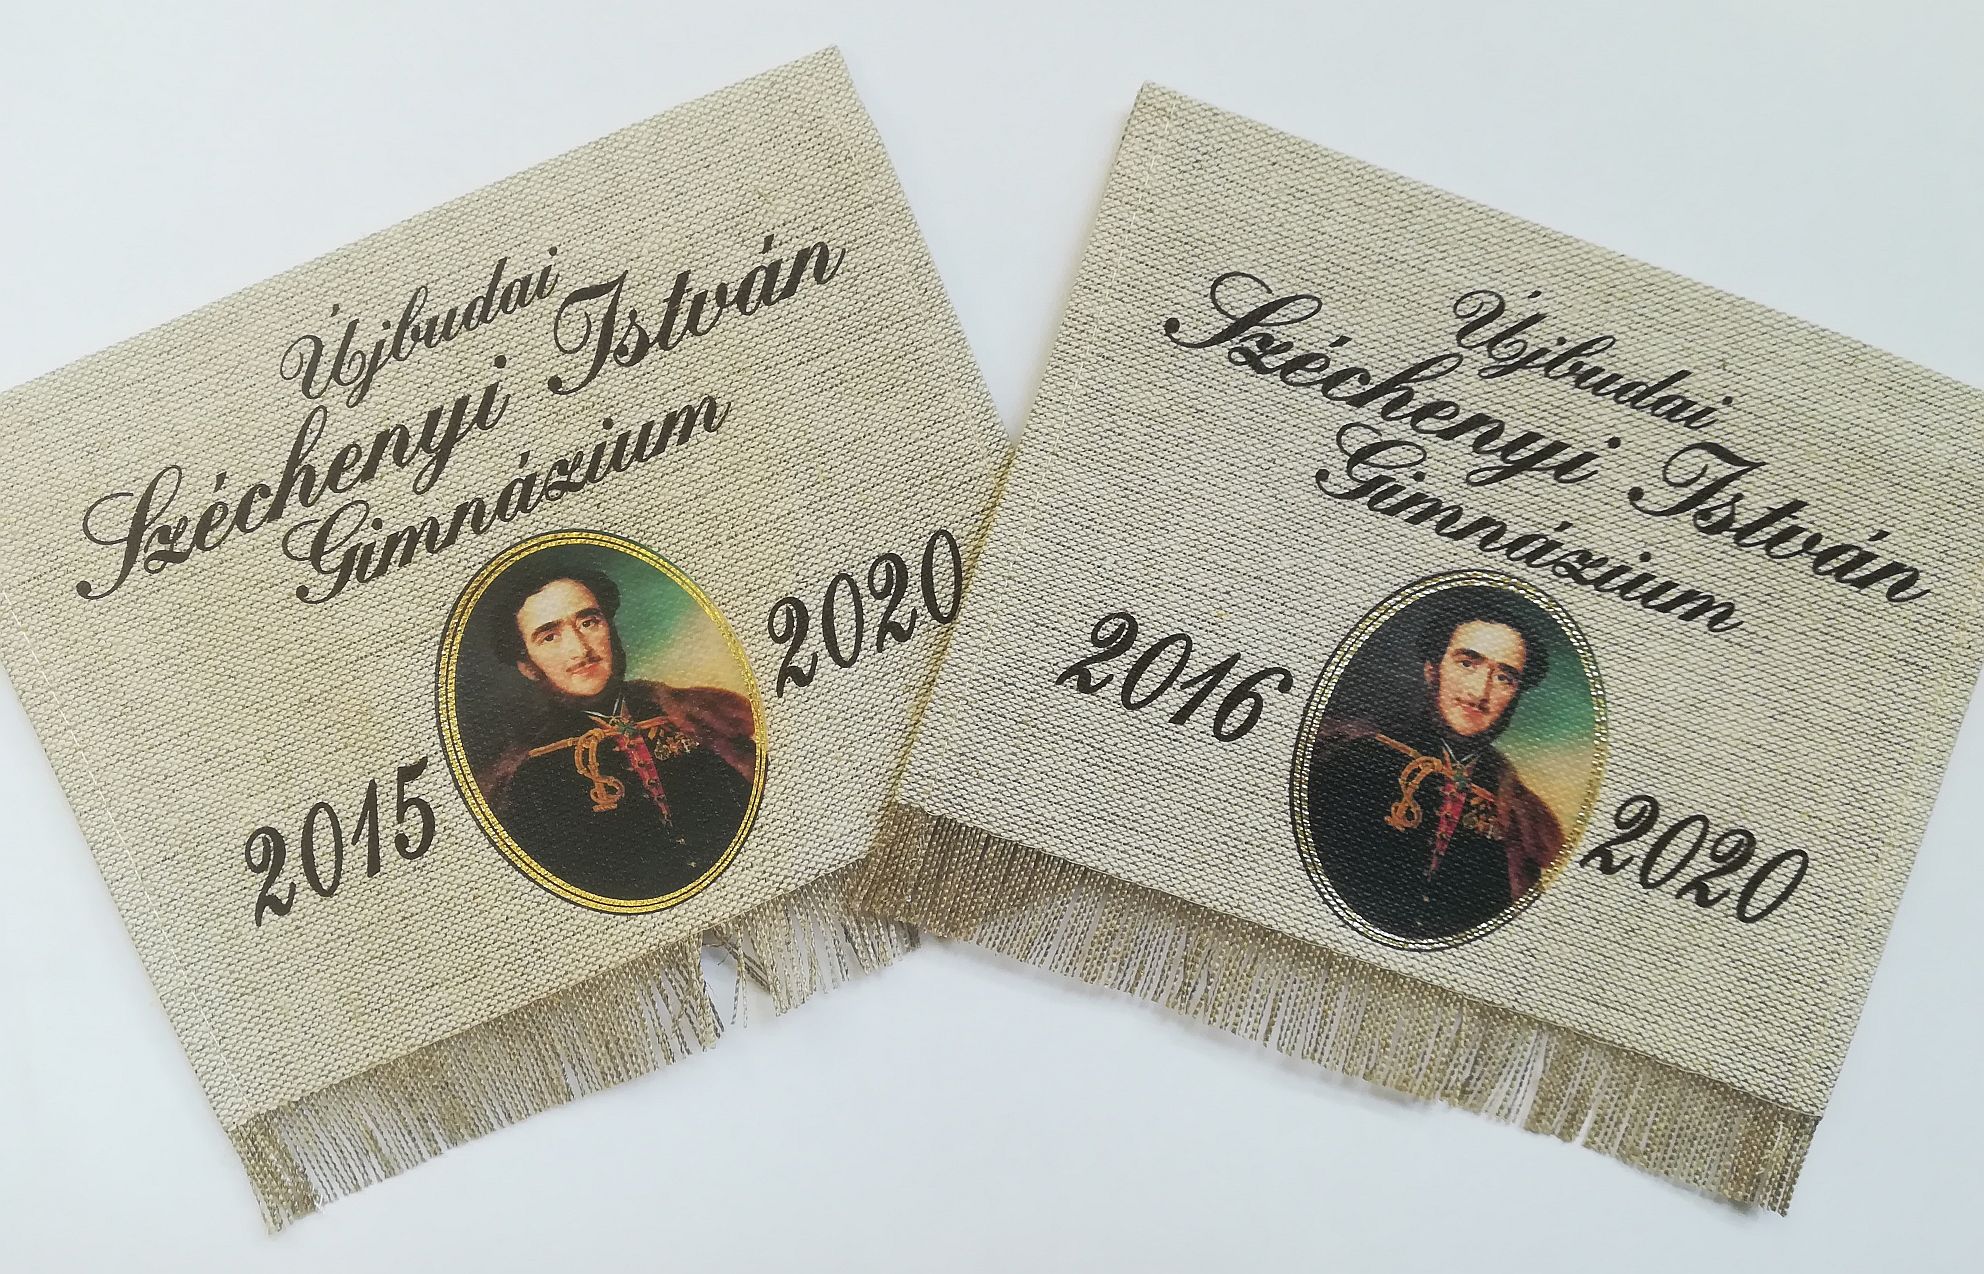 Újbudai
Széchenyi István
Gimnázium
2015 2020
Újbudai
Széchenyi István
Gimnázium
2016 2020